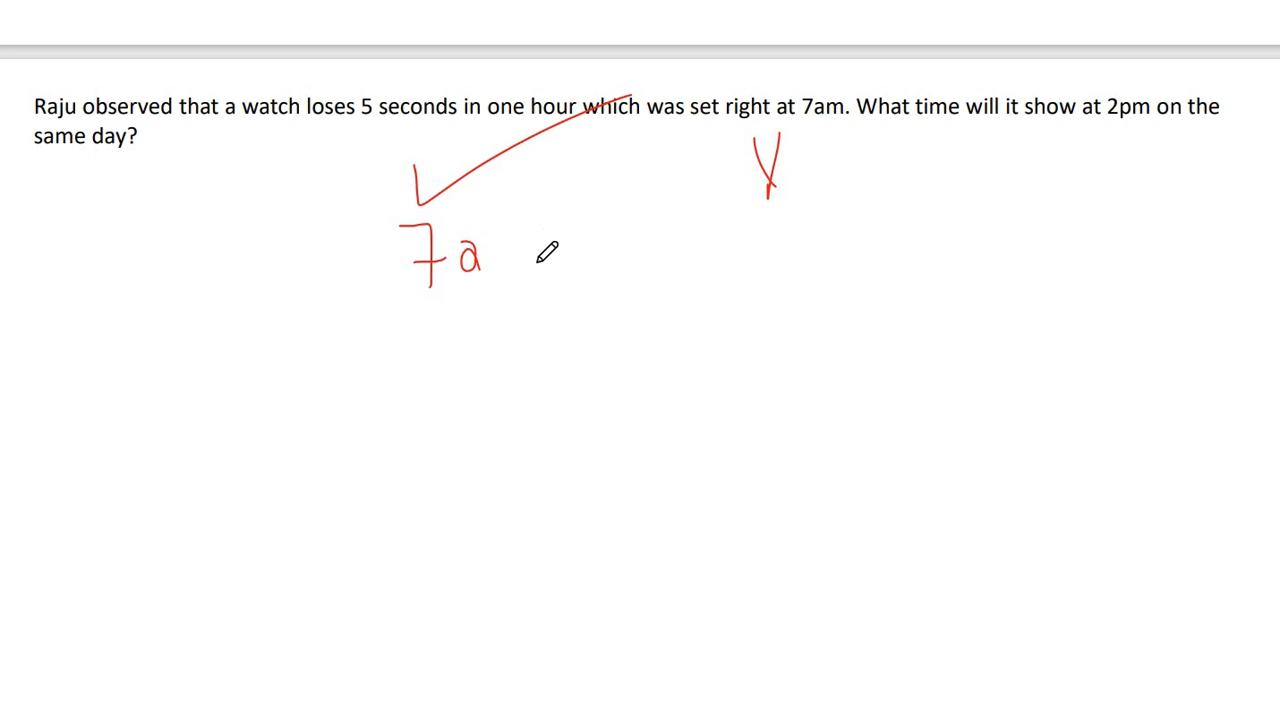 Raju observed that a watch loses 5 seconds in one hour which was set right at 7am. What time will it show at 2pm on the
same day?
7a